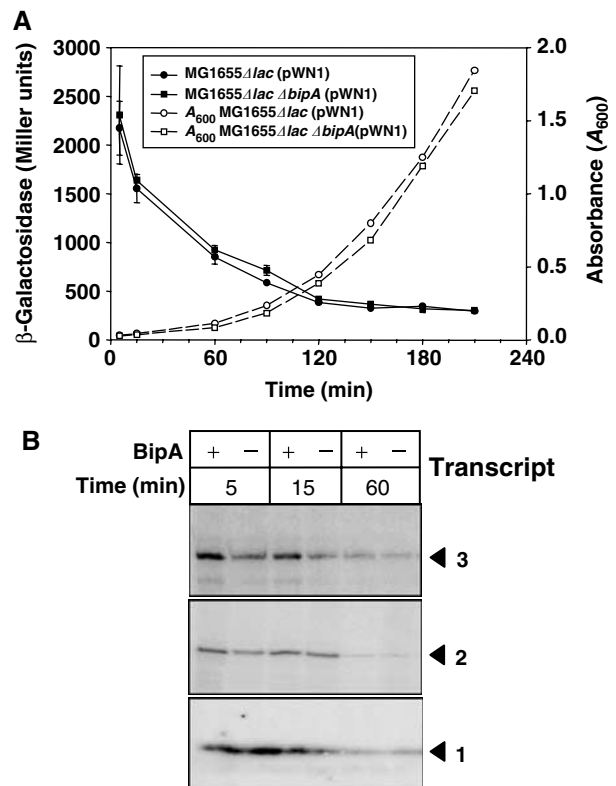 A
β-Galactosidase (Miller units)
3000
2500
2000
1500
1000
500
0
MG1655Δlac (pWN1)
MG1655Δlac ΔbipA (pWN1)
A600 MG1655Δlac (pWN1)
A600 MG1655Δlac ΔbipA(pWN1)
2.0
1.5
1.0
0.5
0.0
Absorbance (A600)
0 60 120 180 240
Time (min)
B
BipA + − + − + −
Time (min) 5 15 60
Transcript
3
2
1